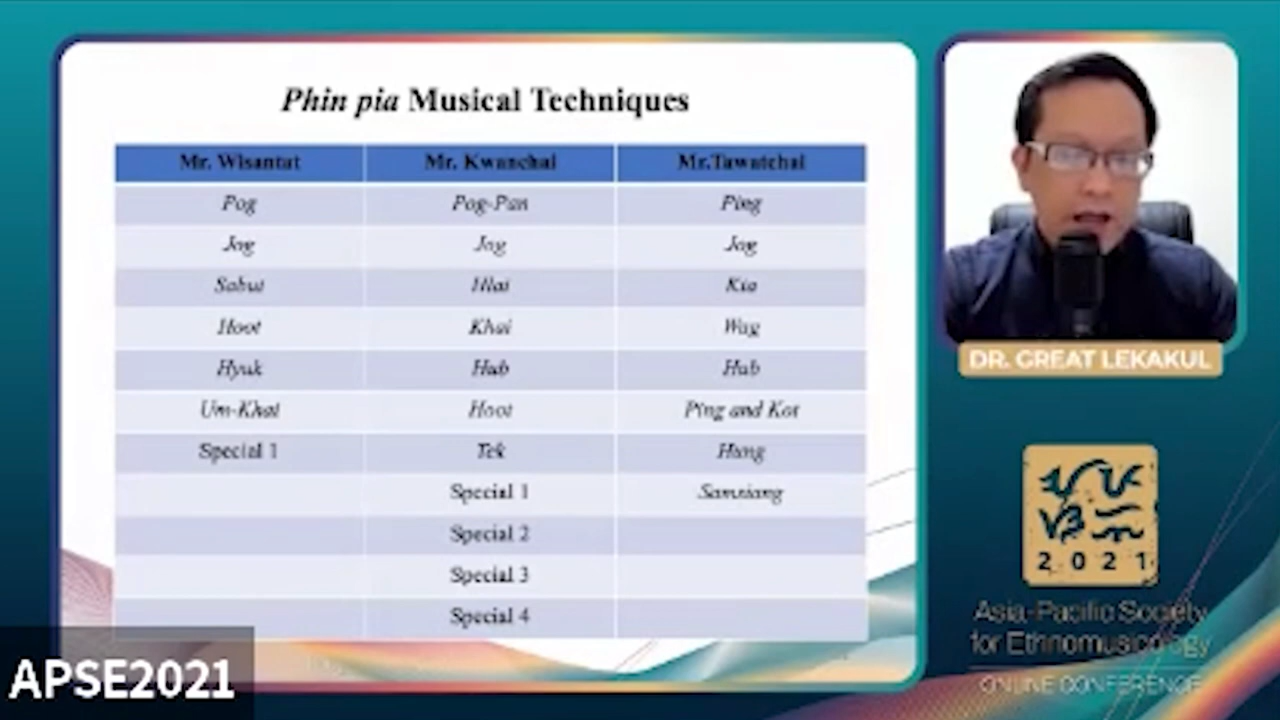 Phin pia Musical Techniques
Mr. Wisantat Mr. Kwanchai Mr.Tawatchai
Pog Pog-Pan Ping
Jog Jog Jog
Sabut Hlai Kia
Hoot Khai Wag
Hyuk Hub Hub
Um-Khai Hoot Ping and Kot
Special 1 Tek Hung
Special 1 Samxiang
Special 2
Special 3
Special 4
DR. GREAT LEKAKUL
2021
Asia-Pacific Society
for Ethnomusicology
ONLINE CONFERENCE
APSE2021